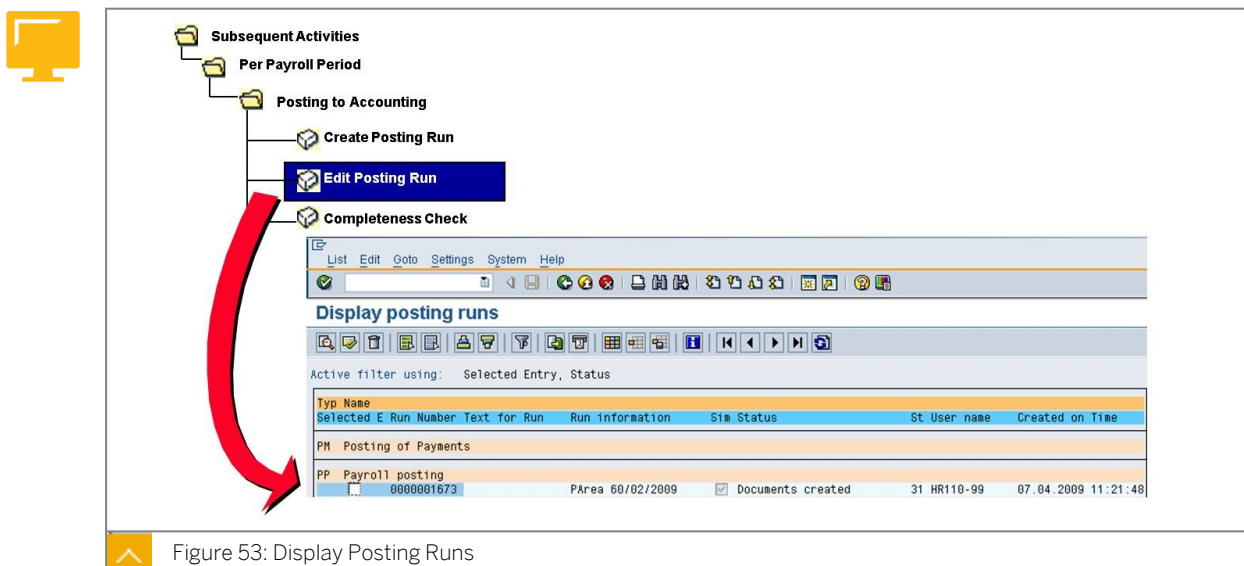 Subsequent Activities
Per Payroll Period
Posting to Accounting
Create Posting Run
Edit Posting Run
Completeness Check
List Edit Goto Settings System Help
Display posting runs
Active filter using: Selected Entry, Status
Typ Name
Selected E Run Number Text for Run Run information Sim Status St User name Created on Time
PM Posting of Payments
PP Payroll posting
0000001673 PArea 60/02/2009 Documents created 31 HR110-99 07.04.2009 11:21:48
Figure 53: Display Posting Runs